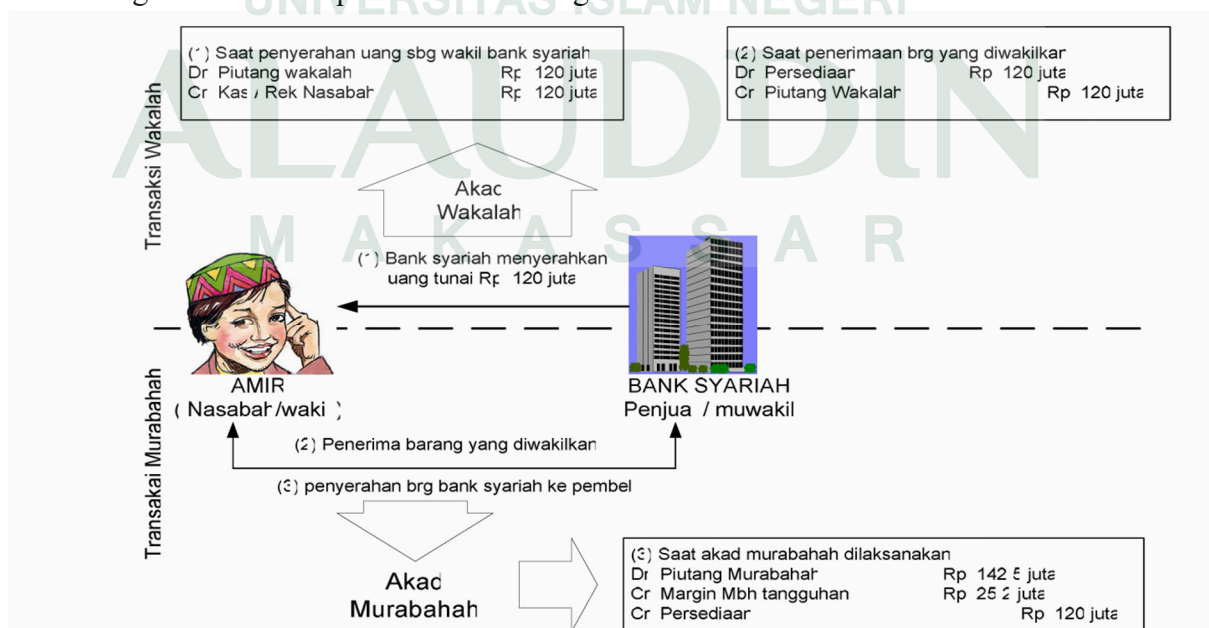 UNIVERSITAS ISLAM NEGERI
ALAUDDIN
M A K A S S A R
(1) Saat penyerahan uang sbg wakil bank syariah
Dr Piutang wakalah Rp 120 juta
Cr Kas / Rek Nasabah Rp 120 juta
(2) Saat penerimaan brg yang diwakilkan
Dr Persediaan Rp 120 juta
Cr Piutang Wakalah Rp 120 juta
Transaksi Wakalah
Akad
Wakalah
(1) Bank syariah menyerahkan
uang tunai Rp 120 juta
AMIR
( Nasabah/wakil )
BANK SYARIAH
Penjual / muwakil
Transakai Murabahah
(2) Penerima barang yang diwakilkan
(3) penyerahan brg bank syariah ke pembeli
Akad
Murabahah
(3) Saat akad murabahah dilaksanakan
Dr Piutang Murabahah Rp juta
Cr Margin Mbh tangguhan Rp juta
Cr Persediaan Rp 120 juta